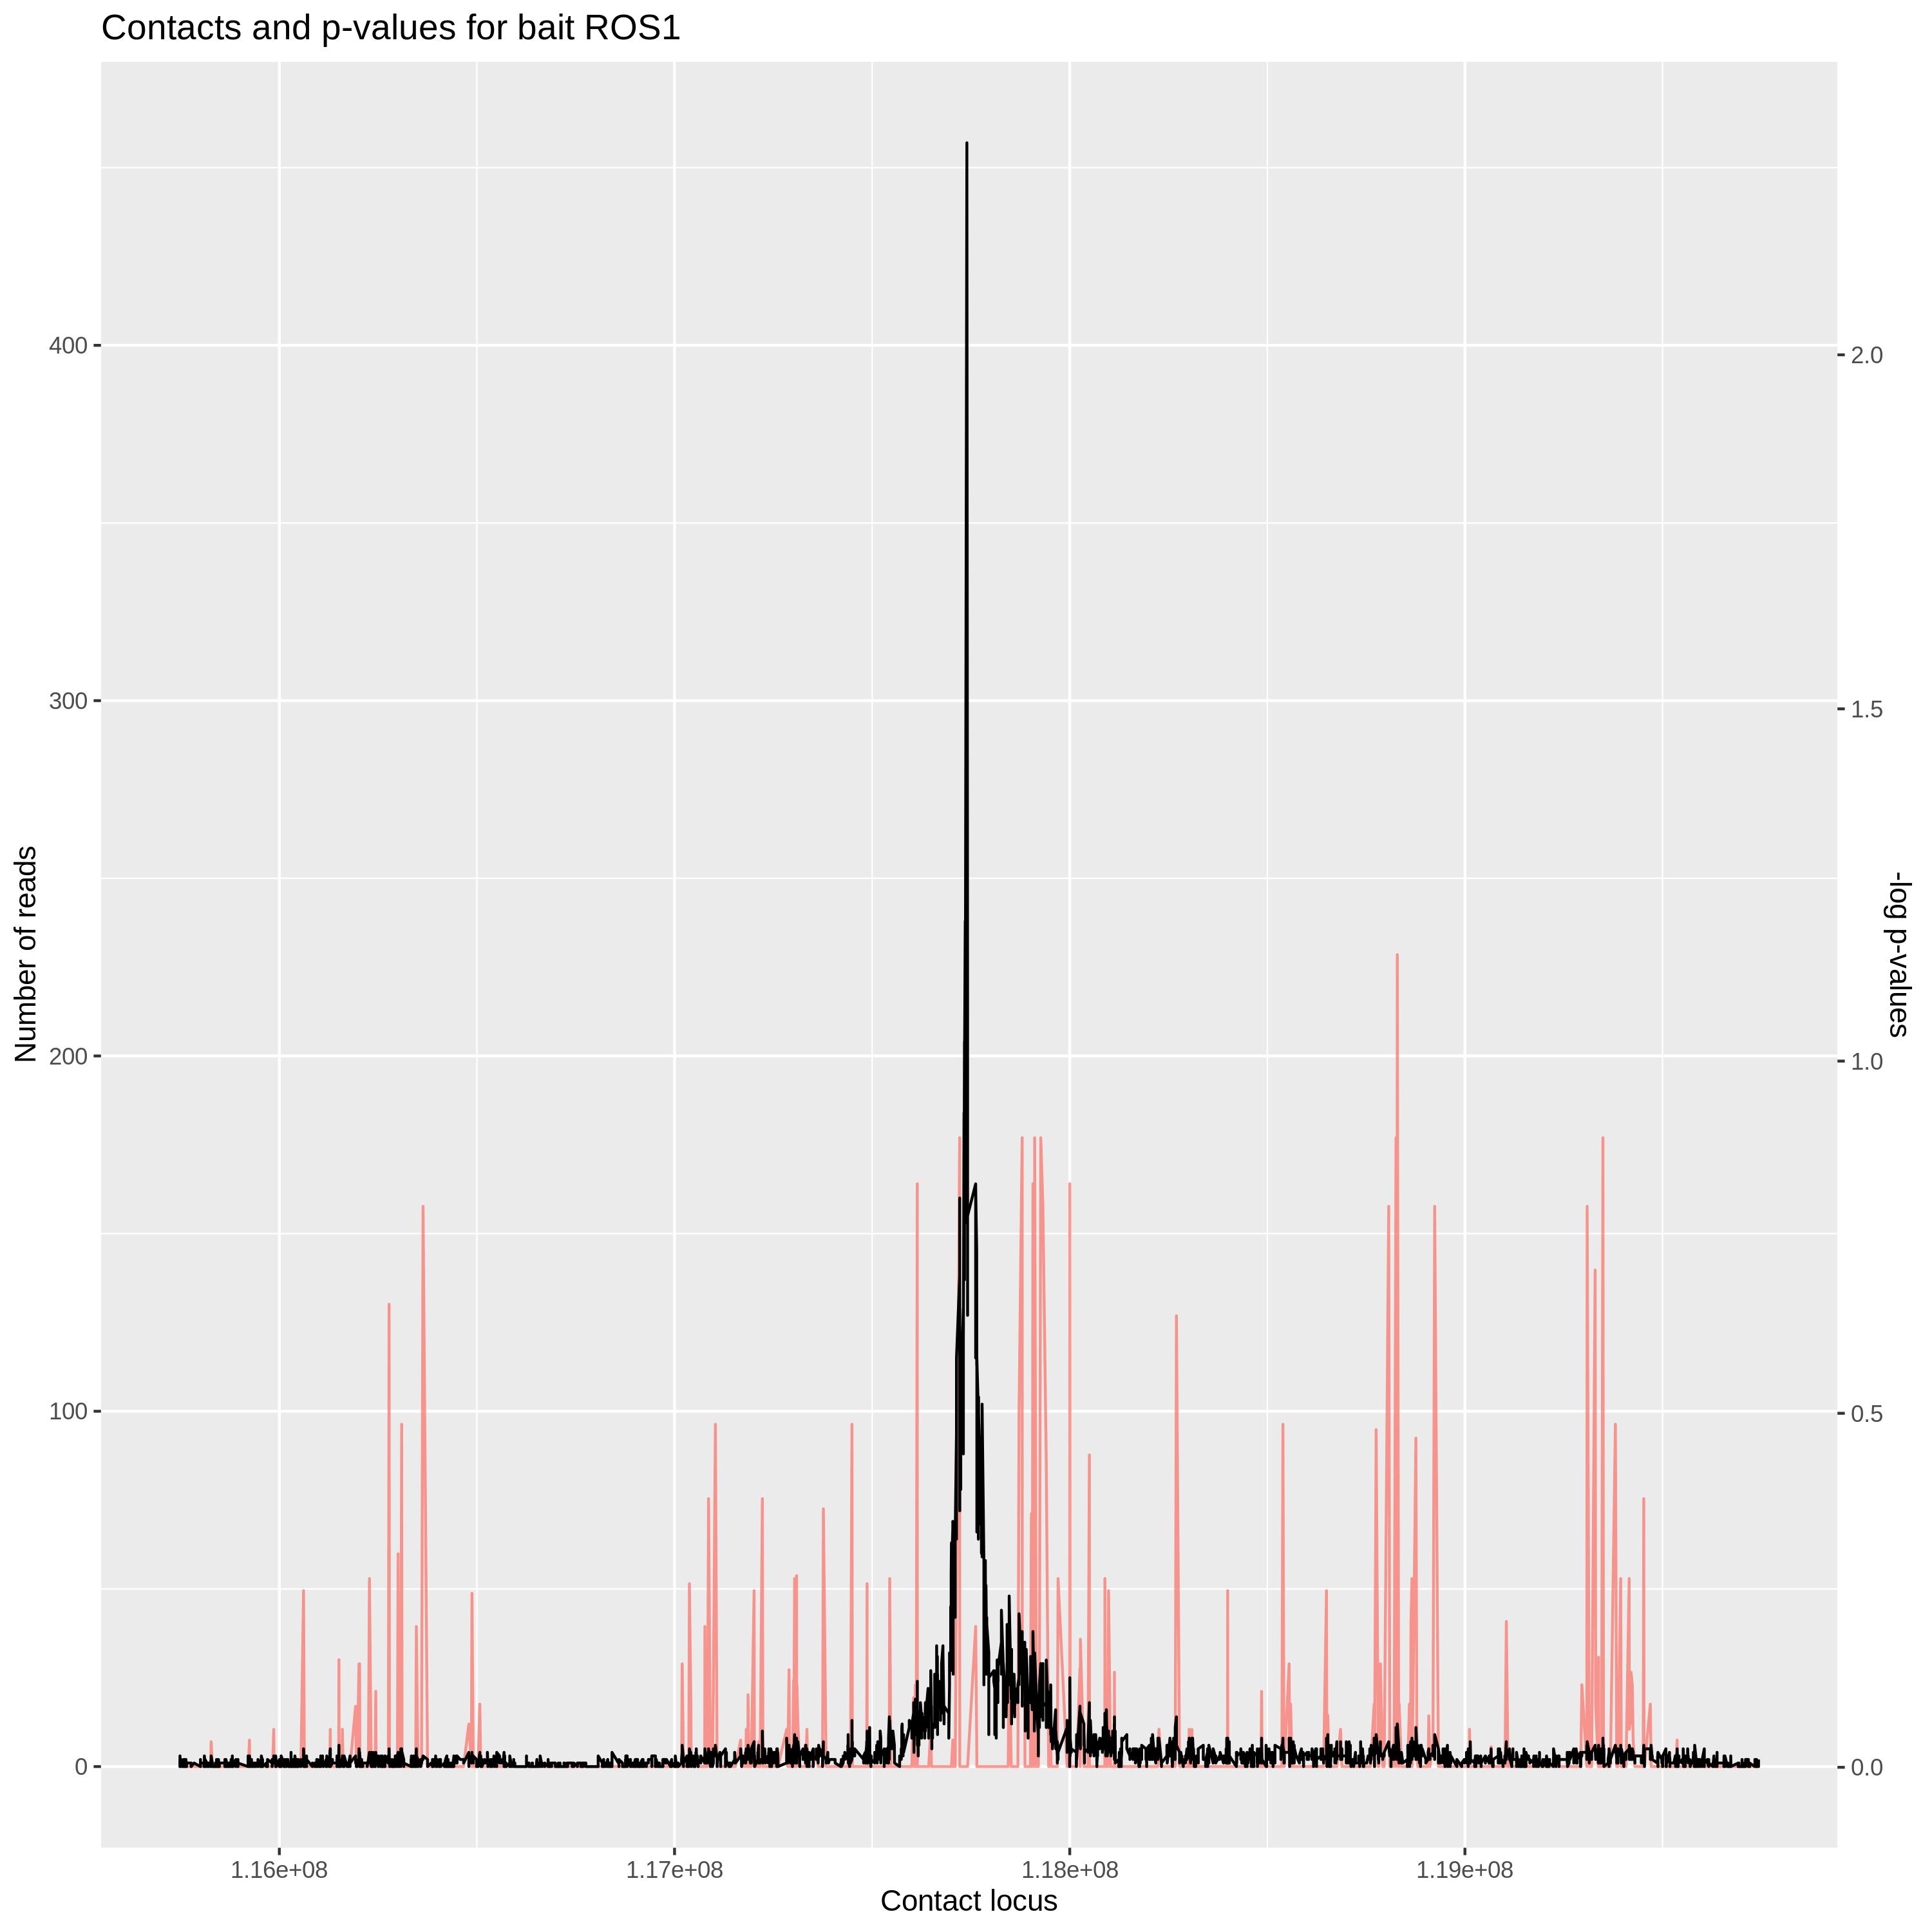 Contacts and p-values for bait ROS1
Number of reads
400
300
200
100
0
2.0
1.5
1.0
0.5
0.0
-log p-values
1.16e+08
1.17e+08
1.18e+08
1.19e+08
Contact locus